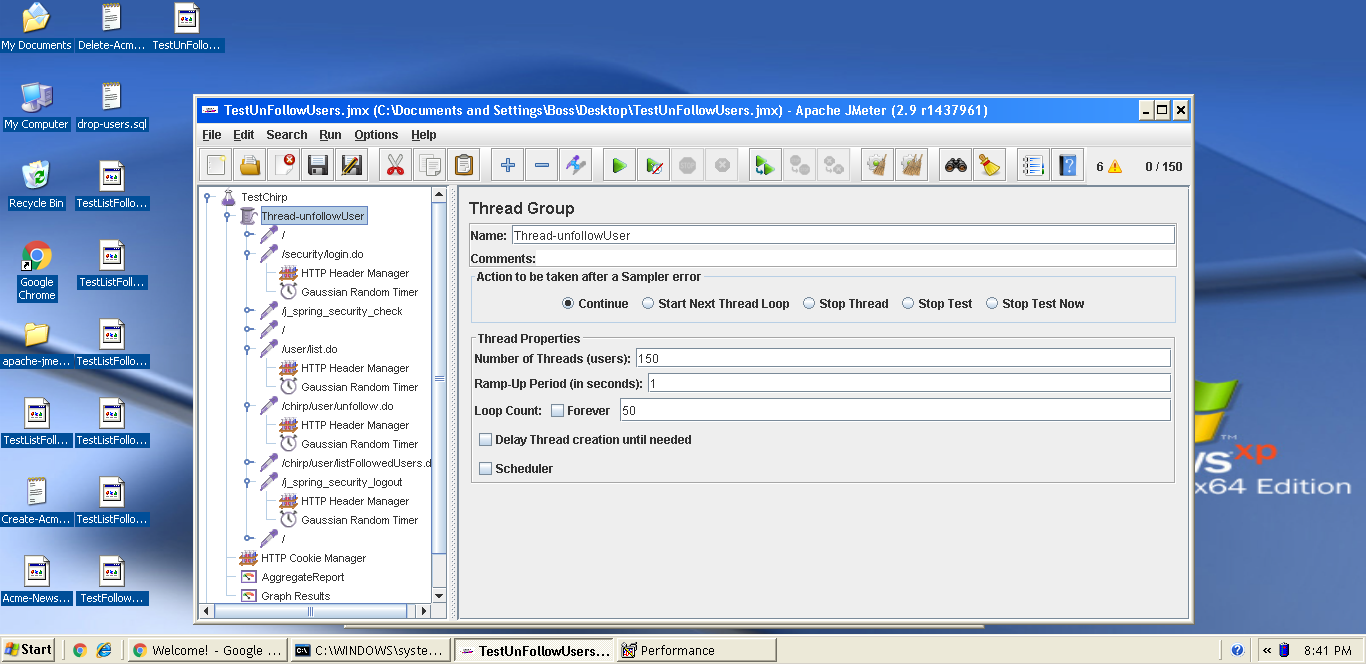 My Documents
Delete-Acm...
TestUnFollo...
My Computer
drop-users.sql
Recycle Bin
TestListFollo...
Google
Chrome
TestListFoll...
apache-jme...
TestListFollo...
TestListFoll...
TestListFollo...
Create-Acm...
TestListFollo...
Acme-News...
TestFollow...
TestUnFollowUsers.jmx (C:\Documents and Settings\Boss\Desktop\TestUnFollowUsers.jmx) - Apache JMeter (2.9 r1437961)
File Edit Search Run Options Help
6 0 / 150
TestChirp
Thread-unfollowUser
/
/security/login.do
HTTP Header Manager
Gaussian Random Timer
/j_spring_security_check
/
/user/list.do
HTTP Header Manager
Gaussian Random Timer
/chirp/user/unfollow.do
HTTP Header Manager
Gaussian Random Timer
/chirp/user/listFollowedUsers.d
/j_spring_security_logout
HTTP Header Manager
Gaussian Random Timer
/
HTTP Cookie Manager
AggregateReport
Graph Results
Thread Group
Name: Thread-unfollowUser
Comments:
Action to be taken after a Sampler error
Continue Start Next Thread Loop Stop Thread Stop Test Stop Test Now
Thread Properties
Number of Threads (users): 150
Ramp-Up Period (in seconds): 1
Loop Count: Forever 50
Delay Thread creation until needed
Scheduler
TM
ws xp
x64 Edition
Start
Welcome! - Google ...
C:\WINDOWS\syste...
TestUnFollowUsers...
Performance
8:41 PM